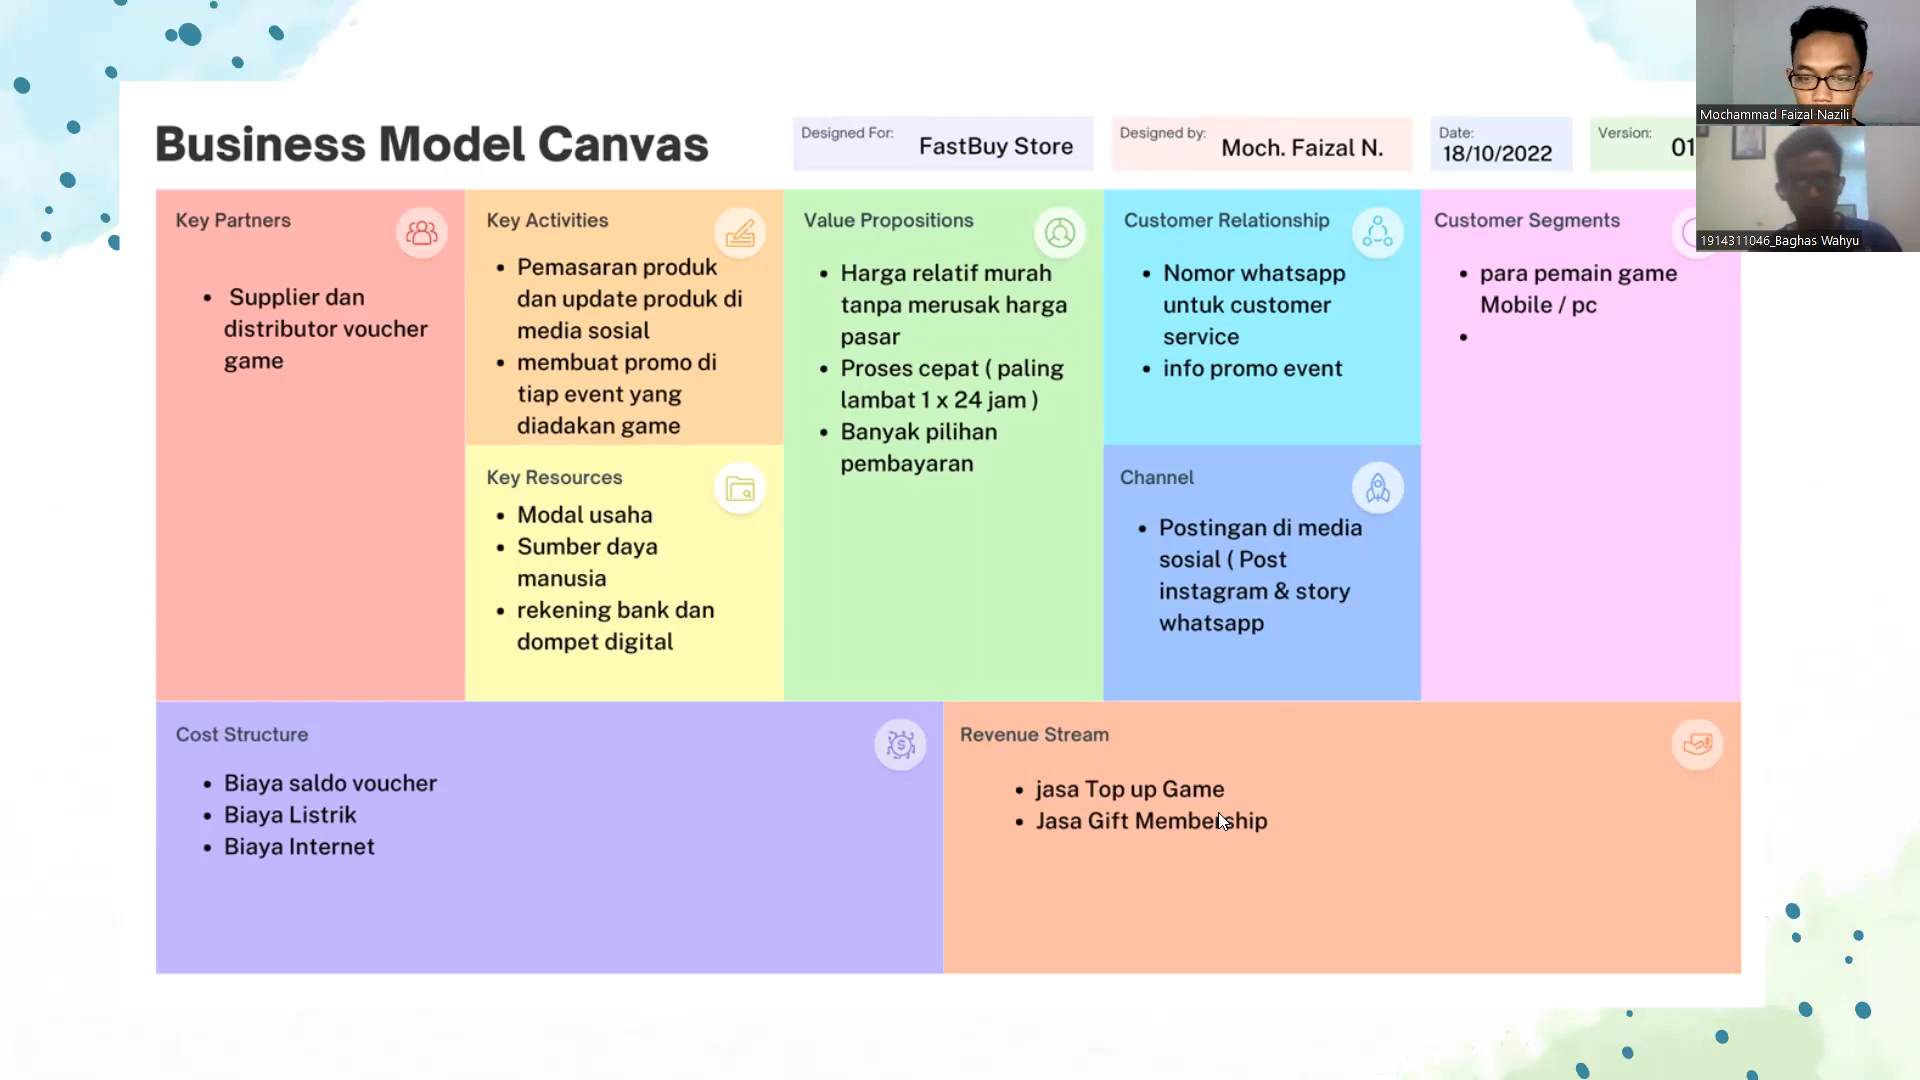 Business Model Canvas
Designed For:
FastBuy Store
Designed by:
Moch. Faizal N.
Date:
18/10/2022
Version:
01
Mochammad Faizal Nazili
1914311046_Baghas Wahyu
Key Partners
• Supplier dan
distributor voucher
game
Key Activities
• Pemasaran produk
dan update produk di
media sosial
• membuat promo di
tiap event yang
diadakan game
Key Resources
• Modal usaha
• Sumber daya
manusia
• rekening bank dan
dompet digital
Value Propositions
• Harga relatif murah
tanpa merusak harga
pasar
• Proses cepat ( paling
lambat 1 x 24 jam )
• Banyak pilihan
pembayaran
Customer Relationship
• Nomor whatsapp
untuk customer
service
• info promo event
Channel
• Postingan di media
sosial ( Post
instagram & story
whatsapp
Customer Segments
• para pemain game
Mobile / pc
•
Cost Structure
• Biaya saldo voucher
• Biaya Listrik
• Biaya Internet
Revenue Stream
• jasa Top up Game
• Jasa Gift Membership